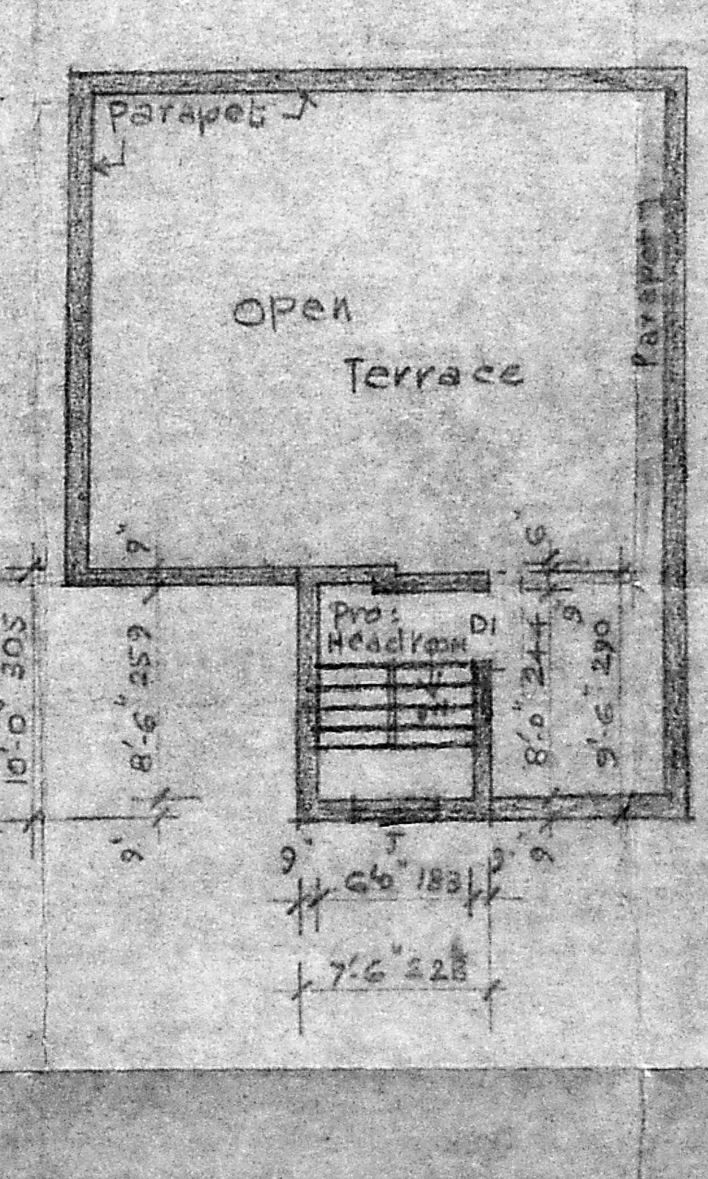 Parapet
Open
Terrace
Parapet
9"
6"
Pro:
Headroom
D1
9"
10'-0" 305
8'-6" 259
8'-0" 244
9'-6" 290
9"
9"
6'0" 183
9"
9"
7'-6"